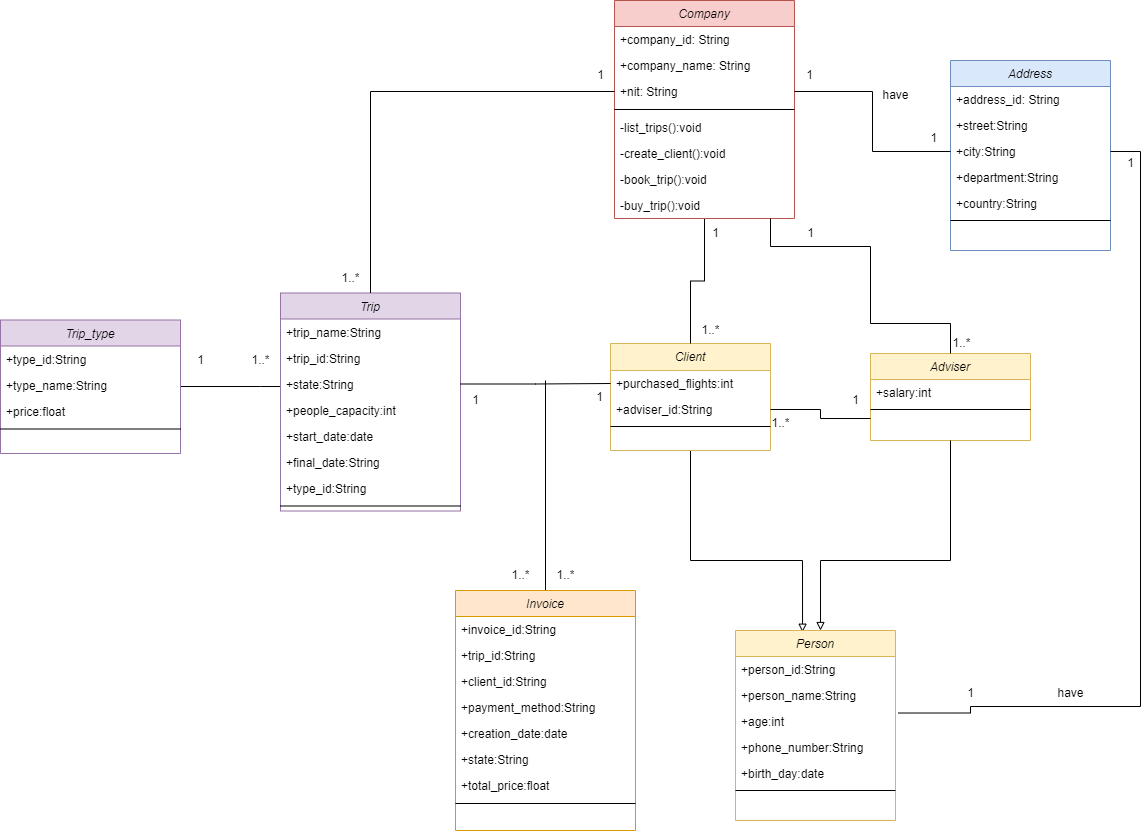 Company
+company_id: String
+company_name: String
+nit: String
-list_trips():void
-create_client():void
-book_trip():void
-buy_trip():void
1
1
have
1
Address
+address_id: String
+street:String
+city:String
+department:String
+country:String
1
1
1
1..*
1..*
1..*
Trip_type
+type_id:String
+type_name:String
+price:float
1
1..*
Trip
+trip_name:String
+trip_id:String
+state:String
+people_capacity:int
+start_date:date
+final_date:String
+type_id:String
1
1
Client
+purchased_flights:int
+adviser_id:String
1..*
1
Adviser
+salary:int
1..*
1..*
Invoice
+invoice_id:String
+trip_id:String
+client_id:String
+payment_method:String
+creation_date:date
+state:String
+total_price:float
Person
+person_id:String
+person_name:String
+age:int
+phone_number:String
+birth_day:date
1
have